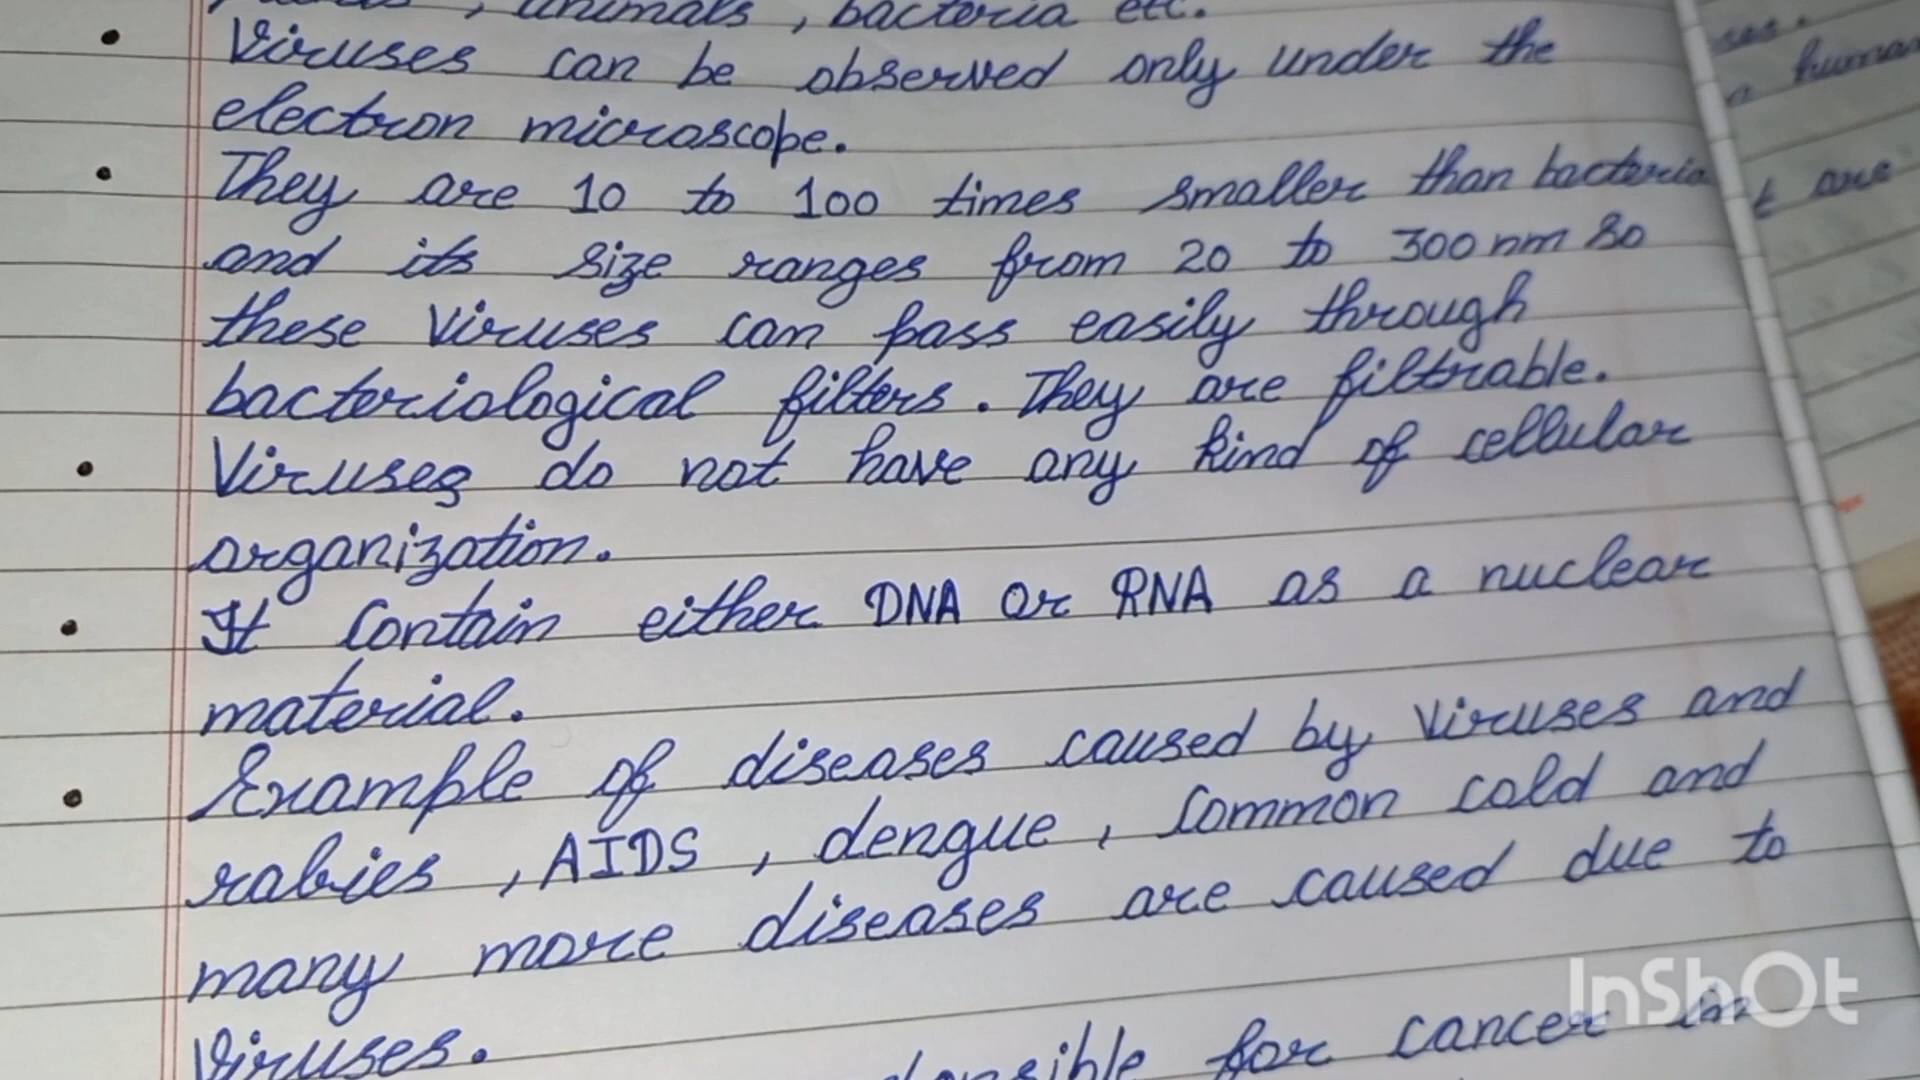 , animals, bacteria etc.
Viruses can be observed only under the
electron microscope.
They are 10 to 100 times smaller than bacteria
and its size ranges from 20 to 300 nm So
these Viruses can pass easily through
bacteriological filters. They are filtrable.
Viruses do not have any kind of cellular
organization.
It Contain either DNA Or RNA as a nuclear
material.
Example of diseases caused by Viruses and
rabies, AIDS, dengue, Common cold and
many more diseases are caused due to
Viruses.
for cancer in
human
t are
InShOt